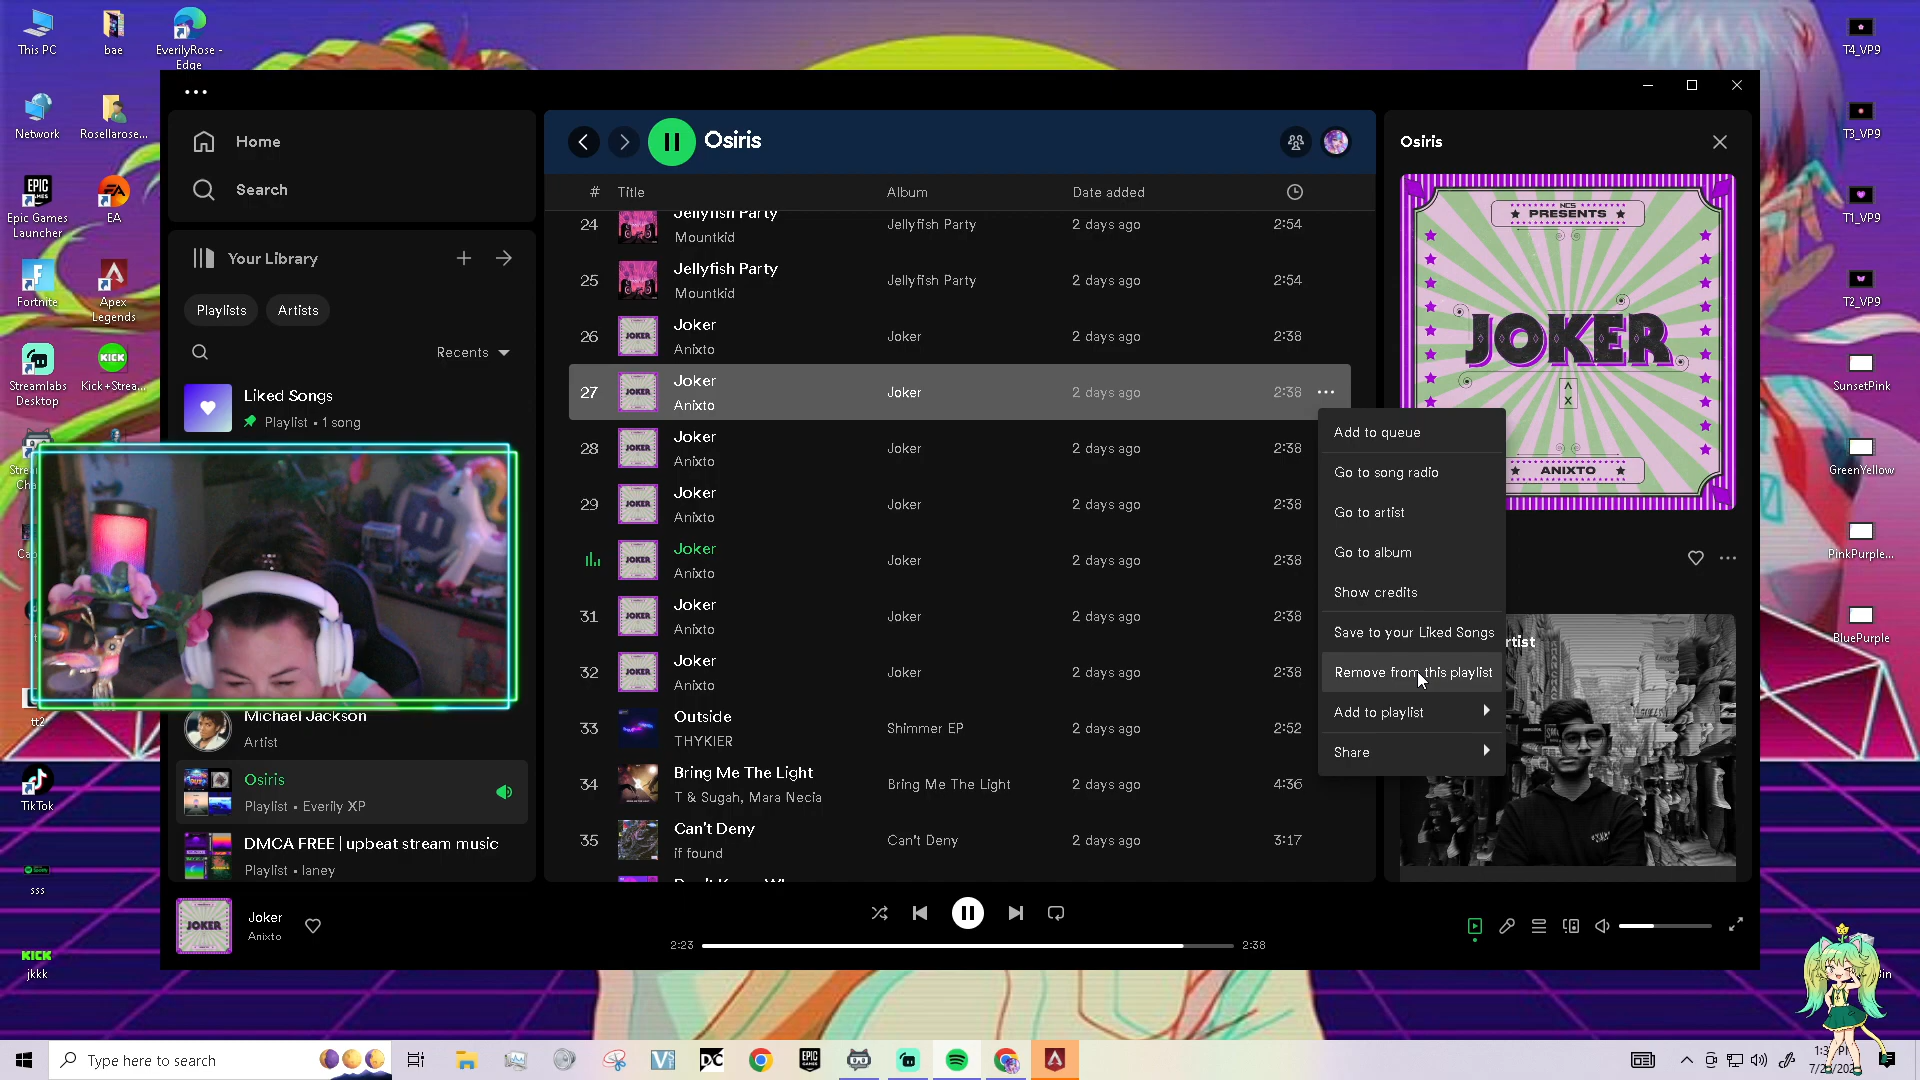 This PC
bae
EverilyRose -
Edge
Network
Rosellarose...
Epic Games
Launcher
EA
Fortnite
Apex
Legends
Streamlabs
Desktop
Kick+Strea...
tt2
TikTok
sss
KICK
jkkk
Home
Search
Your Library
Playlists
Artists
Recents
Liked Songs
Playlist • 1 song
Michael Jackson
Artist
Osiris
Playlist • Everily XP
DMCA FREE | upbeat stream music
Playlist • laney
Osiris
# Title Album Date added
24 Jellyfish Party Jellyfish Party 2 days ago 2:54
Mountkid
25 Jellyfish Party Jellyfish Party 2 days ago 2:54
Mountkid
26 Joker Joker 2 days ago 2:38
Anixto
27 Joker Joker 2 days ago 2:38
Anixto
28 Joker Joker 2 days ago 2:38
Anixto
29 Joker Joker 2 days ago 2:38
Anixto
Joker Joker 2 days ago 2:38
Anixto
31 Joker Joker 2 days ago 2:38
Anixto
32 Joker Joker 2 days ago 2:38
Anixto
33 Outside Shimmer EP 2 days ago 2:52
THYKIER
34 Bring Me The Light Bring Me The Light 2 days ago 4:36
T & Sugah, Mara Necia
35 Can't Deny Can't Deny 2 days ago 3:17
if found
Add to queue
Go to song radio
Go to artist
Go to album
Show credits
Save to your Liked Songs
Remove from this playlist
Add to playlist
Share
Osiris
NCS
PRESENTS
JOKER
ANIXTO
rtist
Joker
Anixto
2:23
2:38
T4_VP9
T3_VP9
T1_VP9
T2_VP9
SunsetPink
GreenYellow
PinkPurple...
BluePurple
Type here to search